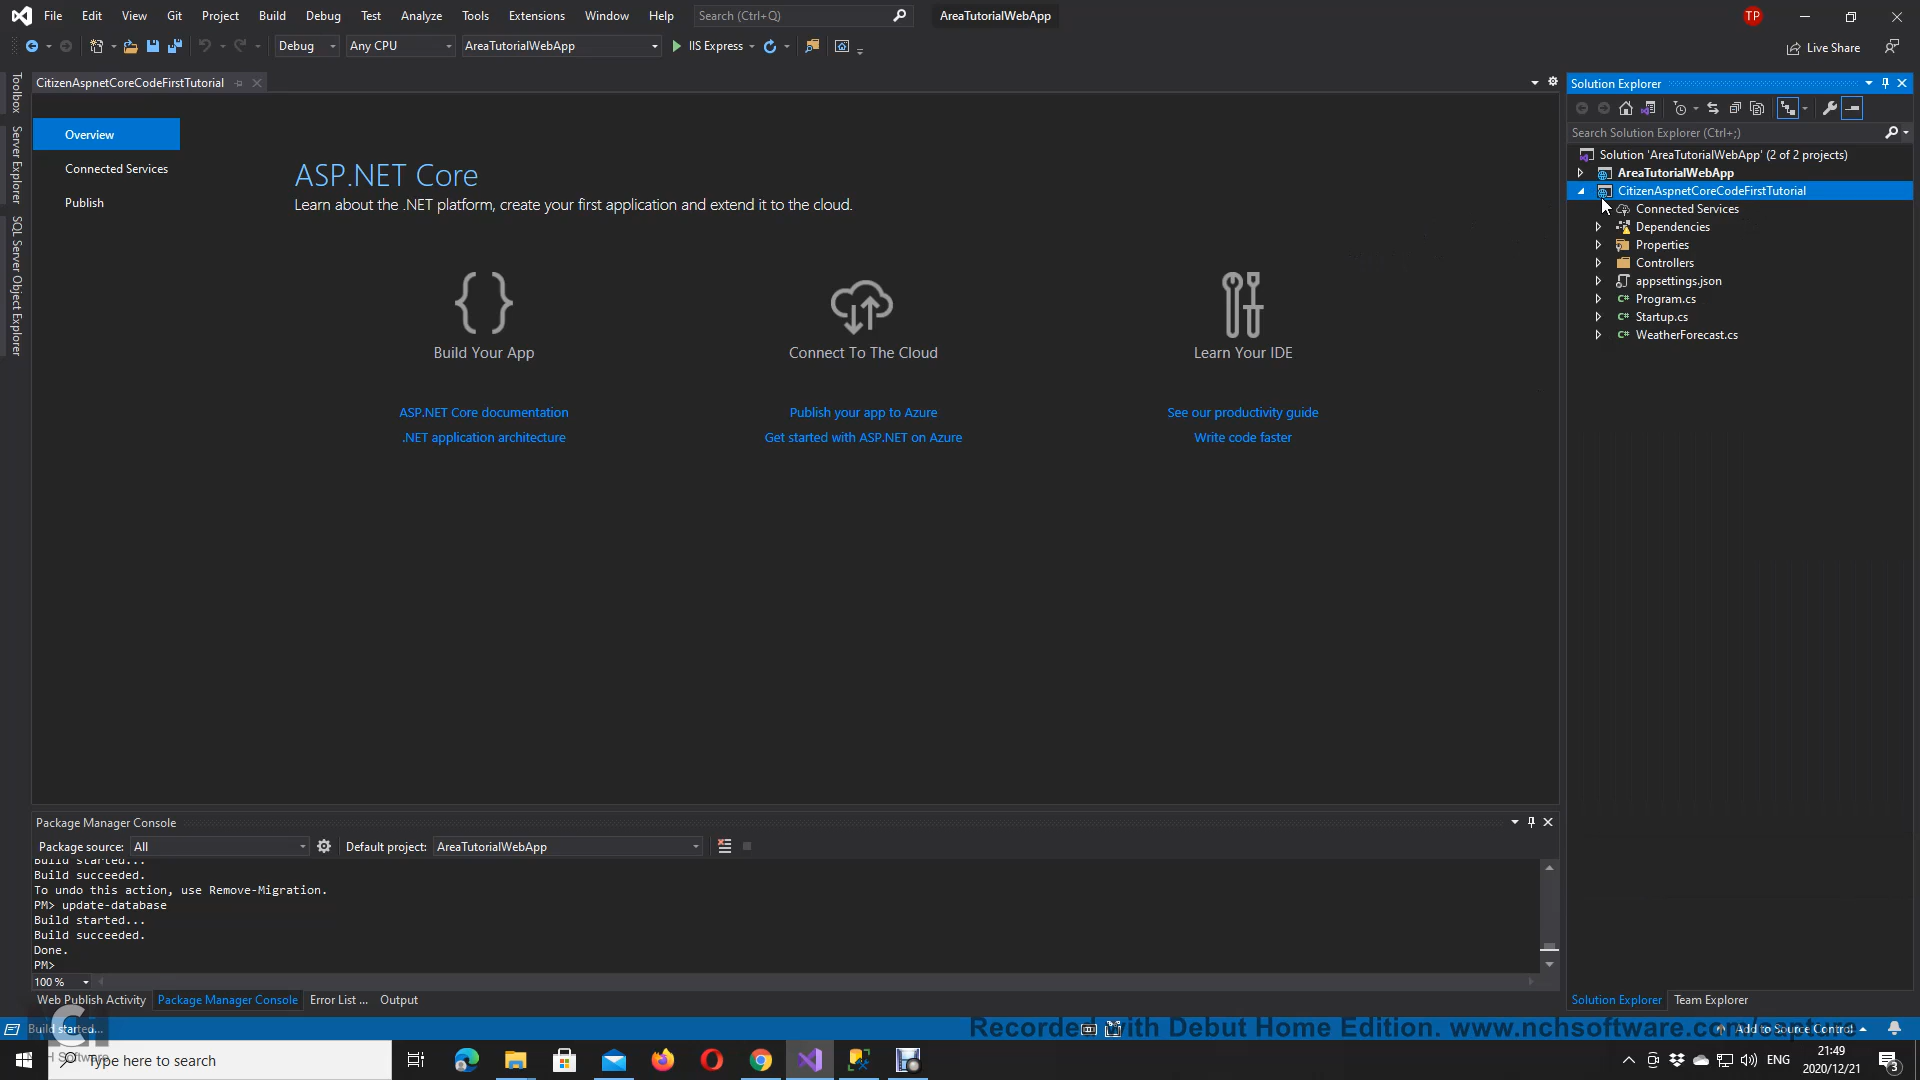 File Edit View Git Project Build Debug Test Analyze Tools Extensions Window Help Search (Ctrl+Q) AreaTutorialWebApp TP
Debug Any CPU AreaTutorialWebApp IIS Express Live Share
Toolbox
Server Explorer
SQL Server Object Explorer
CitizenAspnetCoreCodeFirstTutorial
Overview
Connected Services
Publish
ASP.NET Core
Learn about the .NET platform, create your first application and extend it to the cloud.
Build Your App
ASP.NET Core documentation
.NET application architecture
Connect To The Cloud
Publish your app to Azure
Get started with ASP.NET on Azure
Learn Your IDE
See our productivity guide
Write code faster
Solution Explorer
Search Solution Explorer (Ctrl+;)
Solution 'AreaTutorialWebApp' (2 of 2 projects)
AreaTutorialWebApp
CitizenAspnetCoreCodeFirstTutorial
Connected Services
Dependencies
Properties
Controllers
appsettings.json
C# Program.cs
C# Startup.cs
C# WeatherForecast.cs
Package Manager Console
Package source: All Default project: AreaTutorialWebApp
Build started...
Build succeeded.
To undo this action, use Remove-Migration.
PM> update-database
Build started...
Build succeeded.
Done.
PM>
100 %
Web Publish Activity Package Manager Console Error List ... Output
Solution Explorer Team Explorer
Build started...
Recorded with Debut Home Edition. www.nchsoftware.com/capture
Add to Source Control
NCH Software
Type here to search
ENG
21:49
2020/12/21
3